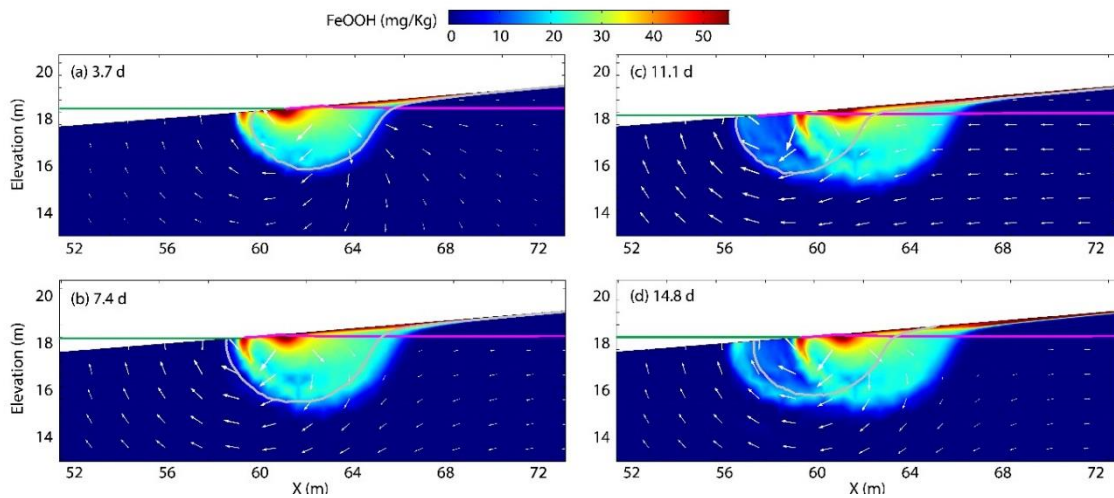 FeOOH (mg/Kg)
0 10 20 30 40 50
(a) 3.7 d
Elevation (m)
20
18
16
14
52 56 60 64 68 72
(c) 11.1 d
20
18
16
14
52 56 60 64 68 72
(b) 7.4 d
Elevation (m)
20
18
16
14
52 56 60 64 68 72
X (m)
(d) 14.8 d
20
18
16
14
52 56 60 64 68 72
X (m)